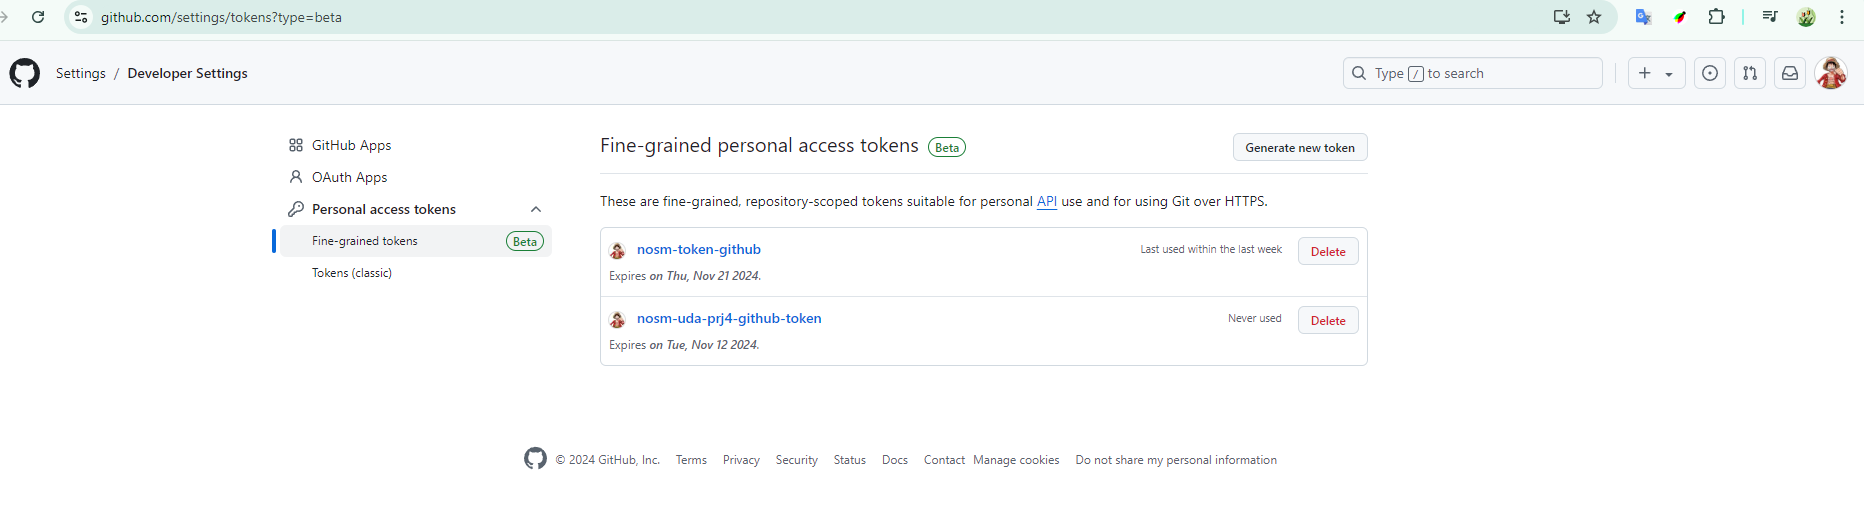 github.com/settings/tokens?type=beta
Settings / Developer Settings
Type / to search
GitHub Apps
OAuth Apps
Personal access tokens
Fine-grained tokens Beta
Tokens (classic)
Fine-grained personal access tokens Beta
Generate new token
These are fine-grained, repository-scoped tokens suitable for personal API use and for using Git over HTTPS.
nosm-token-github Last used within the last week Delete
Expires on Thu, Nov 21 2024.
nosm-uda-prj4-github-token Never used Delete
Expires on Tue, Nov 12 2024.
© 2024 GitHub, Inc. Terms Privacy Security Status Docs Contact Manage cookies Do not share my personal information